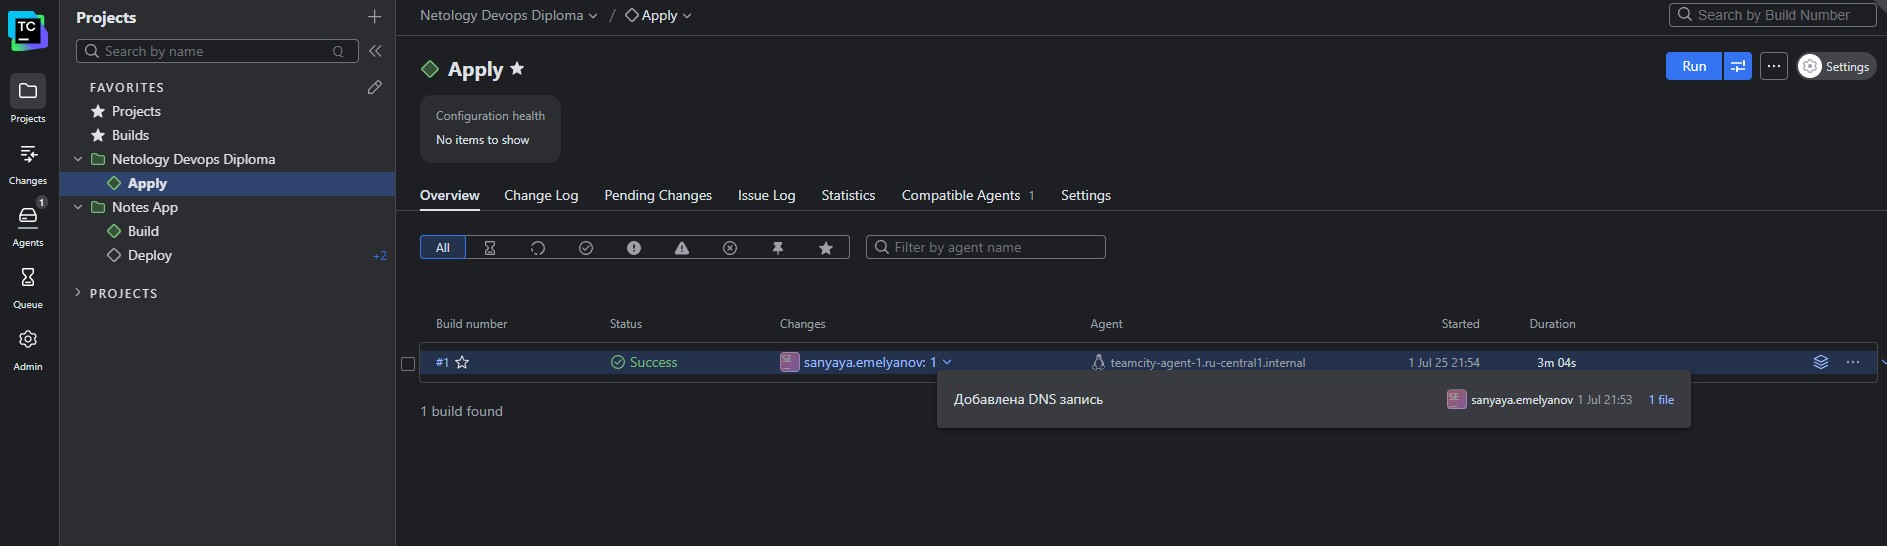 TC
Projects
Changes
1
Agents
Queue
Admin
Projects
Search by name
Q
FAVORITES
Projects
Builds
Netology Devops Diploma
Apply
Notes App
Build
Deploy
+2
PROJECTS
Netology Devops Diploma / Apply
Search by Build Number
Apply
Run
Settings
Configuration health
No items to show
Overview Change Log Pending Changes Issue Log Statistics Compatible Agents 1 Settings
All
Filter by agent name
Build number Status Changes Agent Started Duration
#1 Success SE sanyaya.emelyanov: 1 teamcity-agent-1.ru-central1.internal 1 Jul 25 21:54 3m 04s
Добавлена DNS запись SE sanyaya.emelyanov 1 Jul 21:53 1 file
1 build found